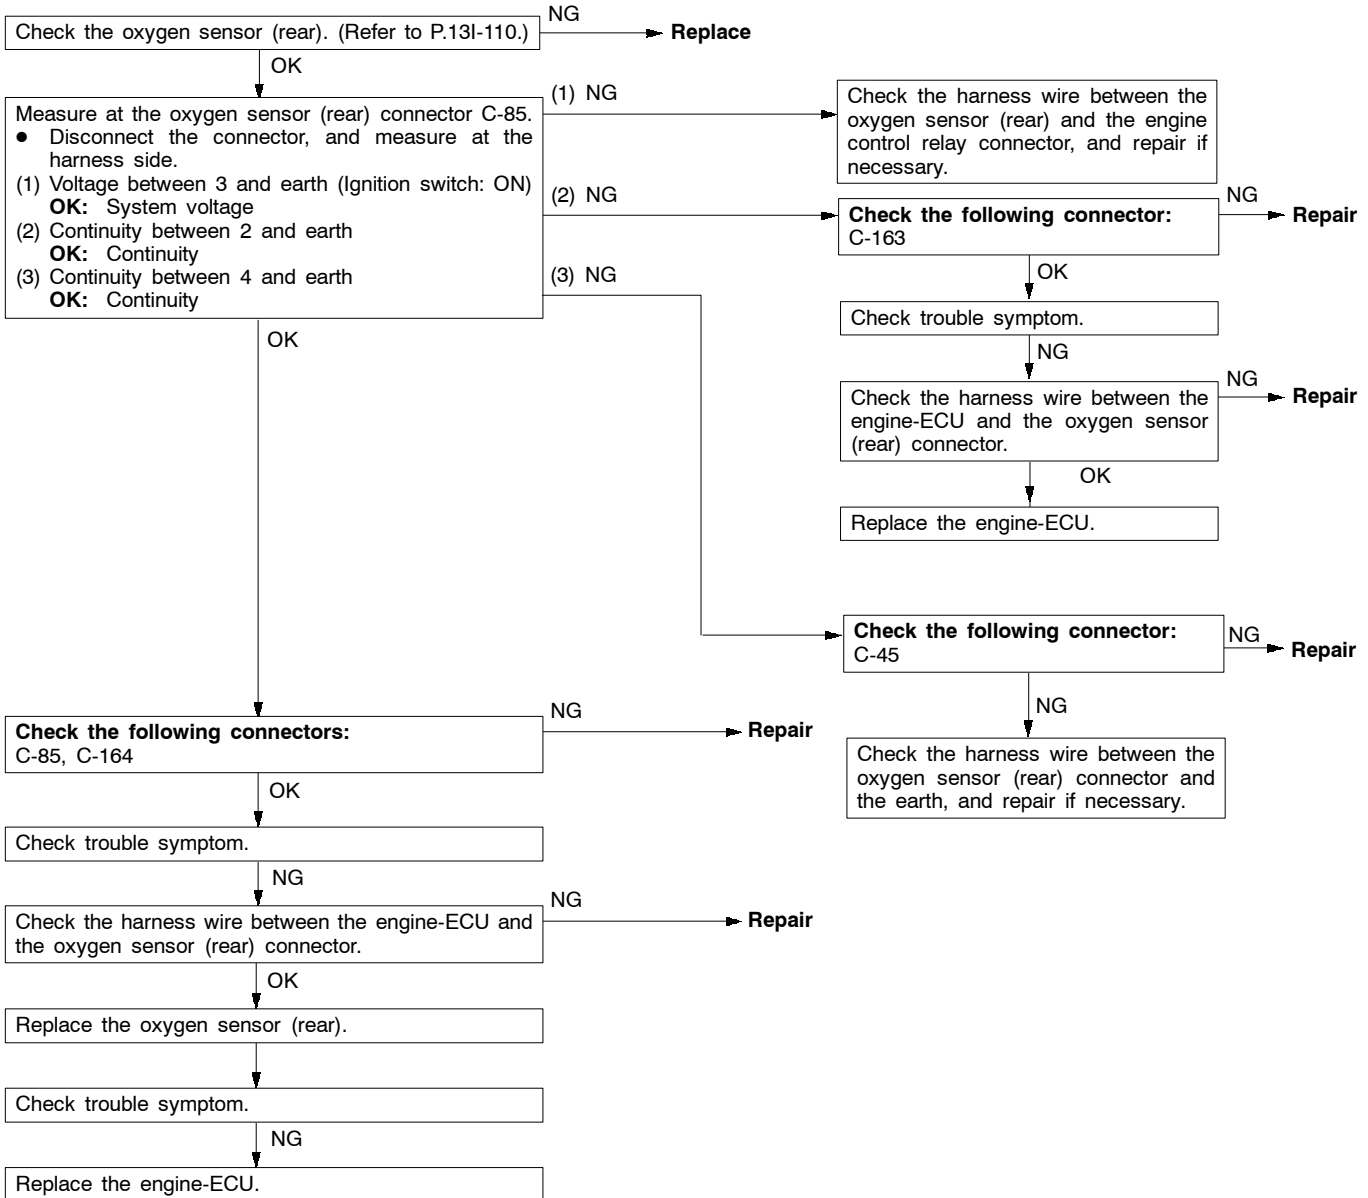 NG
Check the oxygen sensor (rear). (Refer to P.13I-110.)
Replace
OK
Measure at the oxygen sensor (rear) connector C-85.
● Disconnect the connector, and measure at the
harness side.
(1) Voltage between 3 and earth (Ignition switch: ON)
OK: System voltage
(2) Continuity between 2 and earth
OK: Continuity
(3) Continuity between 4 and earth
OK: Continuity
(1) NG
Check the harness wire between the
oxygen sensor (rear) and the engine
control relay connector, and repair if
necessary.
(2) NG
Check the following connector:
C-163
NG
Repair
OK
Check trouble symptom.
NG
Check the harness wire between the
engine-ECU and the oxygen sensor
(rear) connector.
NG
Repair
OK
Replace the engine-ECU.
(3) NG
Check the following connector:
C-45
NG
Repair
NG
Check the harness wire between the
oxygen sensor (rear) connector and
the earth, and repair if necessary.
OK
Check the following connectors:
C-85, C-164
NG
Repair
OK
Check trouble symptom.
NG
Check the harness wire between the engine-ECU and
the oxygen sensor (rear) connector.
NG
Repair
OK
Replace the oxygen sensor (rear).
Check trouble symptom.
NG
Replace the engine-ECU.